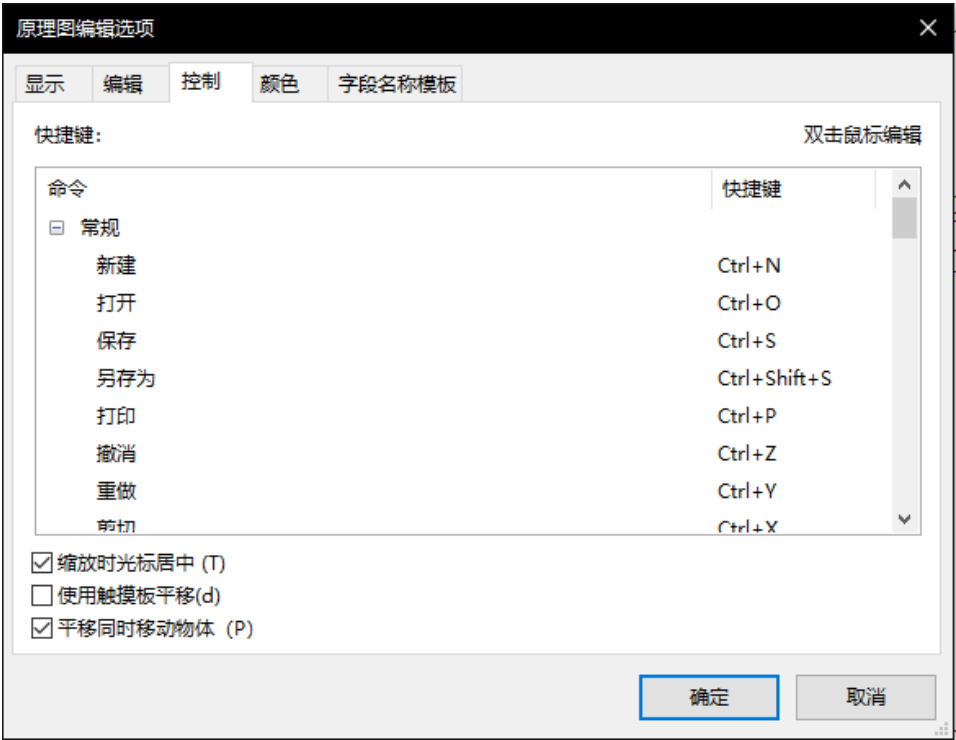 原理图编辑选项
显示 编辑 控制 颜色 字段名称模板
快捷键: 双击鼠标编辑
命令 快捷键
常规
新建 Ctrl+N
打开 Ctrl+O
保存 Ctrl+S
另存为 Ctrl+Shift+S
打印 Ctrl+P
撤消 Ctrl+Z
重做 Ctrl+Y
剪切 Ctrl+X
缩放时光标居中 (T)
使用触摸板平移(d)
平移同时移动物体 (P)
确定 取消